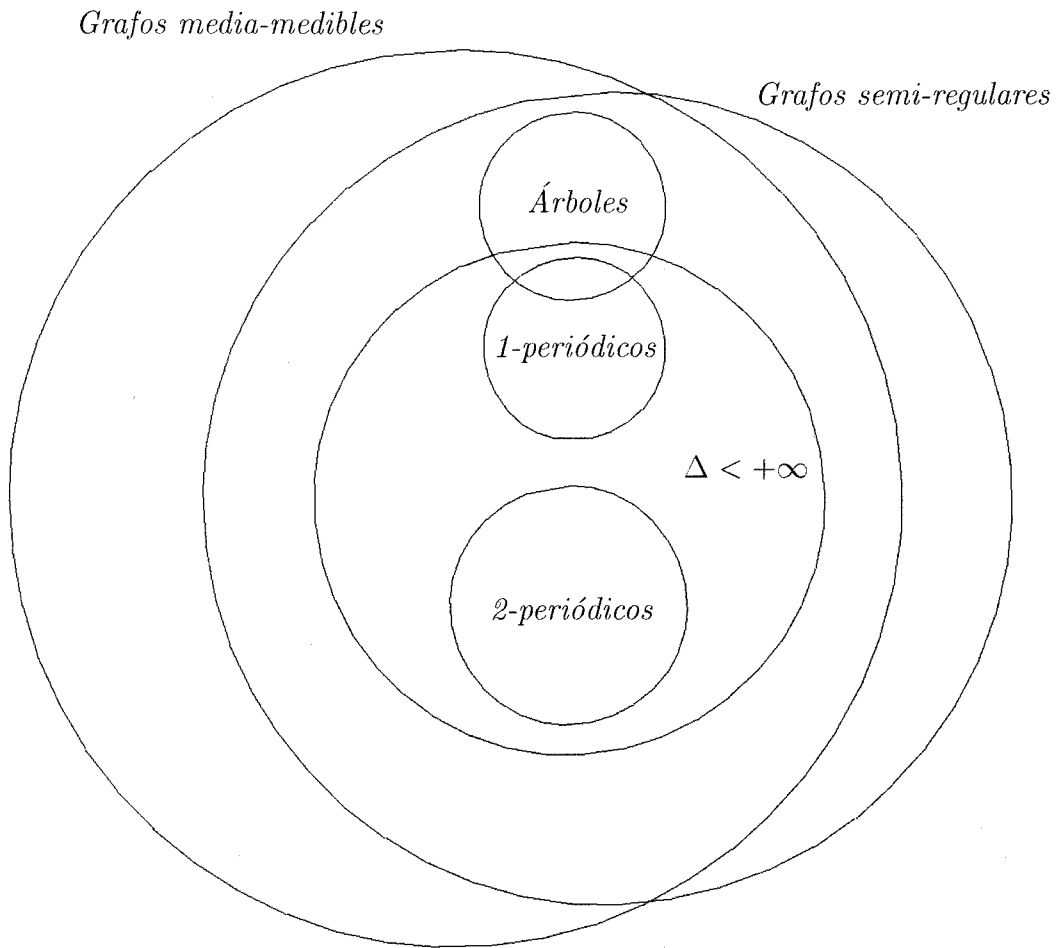 Grafos media-medibles
Grafos semi-regulares
Árboles
1-periódicos
Δ < +∞
2-periódicos